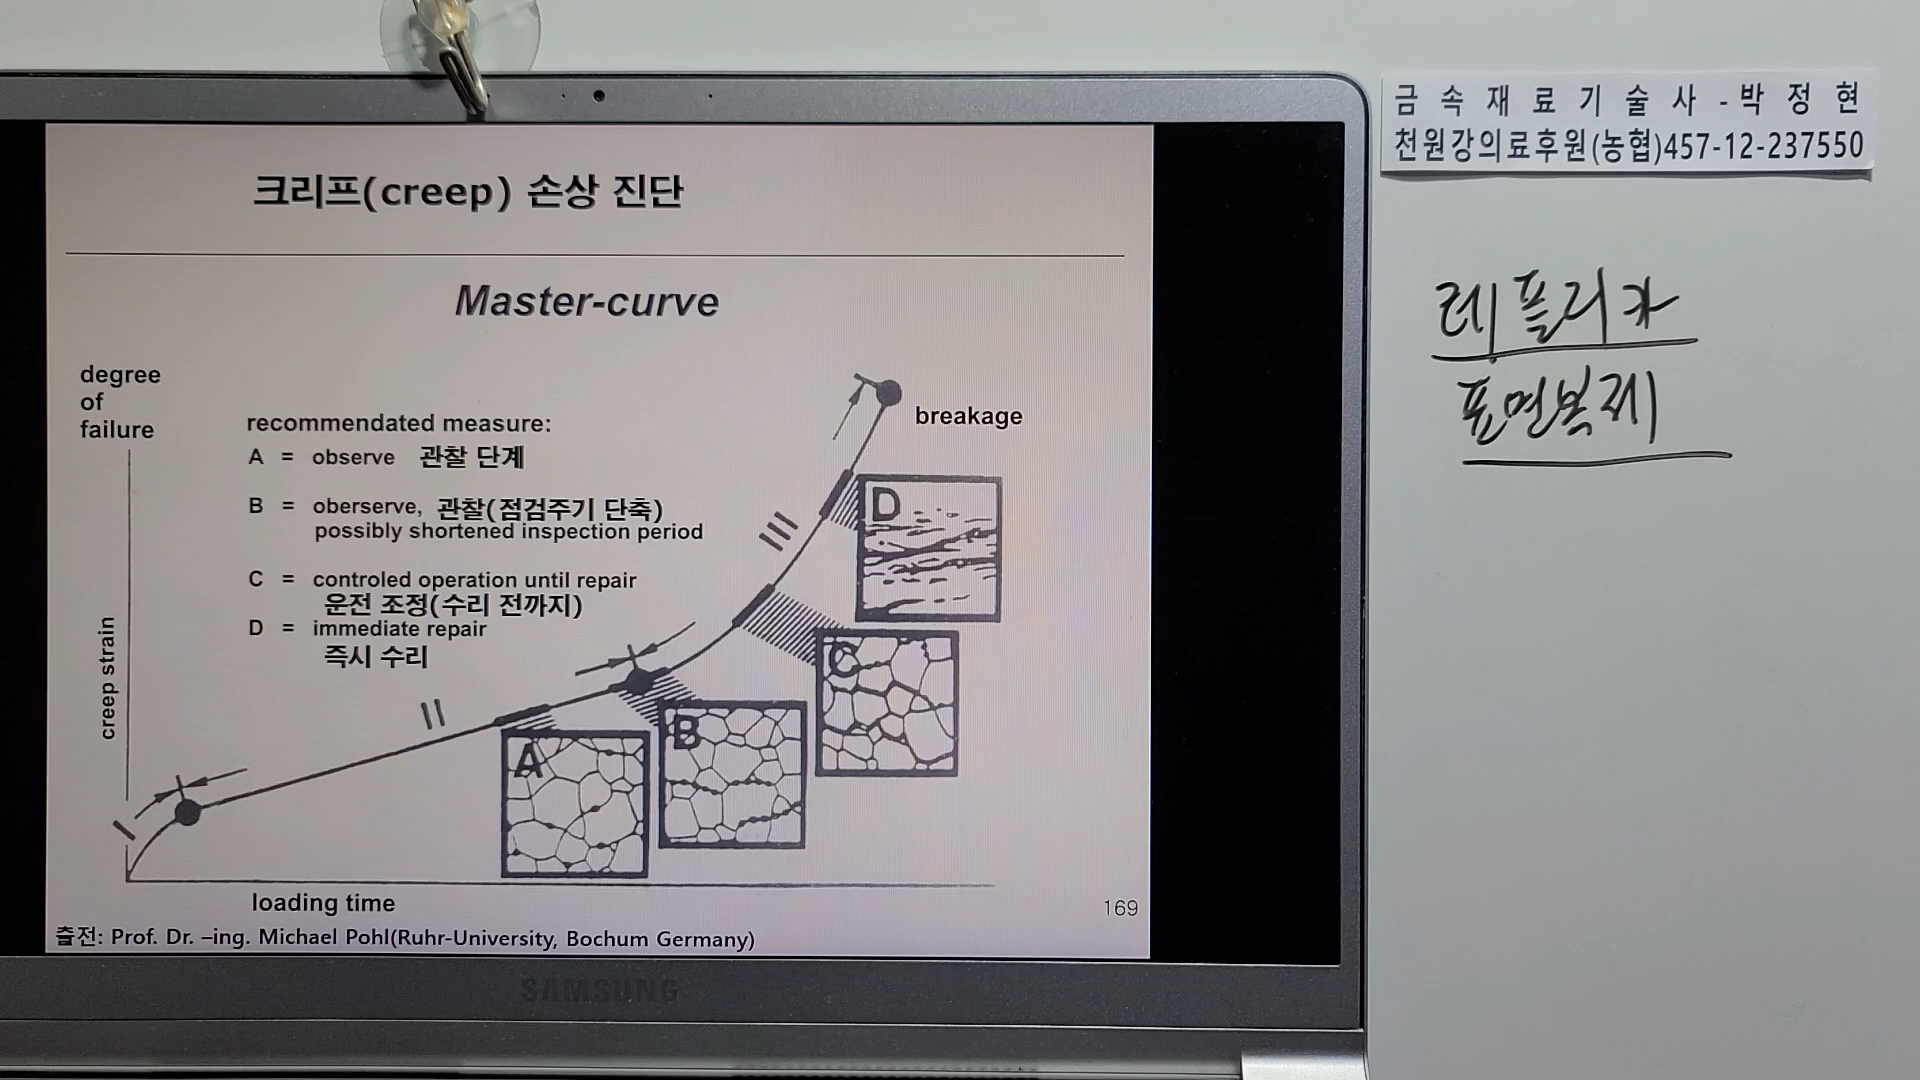 금속재료기술사-박정현
천원강의료후원(농협)457-12-237550
레플리카
표면복제
크리프(creep) 손상 진단
Master-curve
degree
of
failure
creep strain
recommendated measure:
A = observe 관찰 단계
B = oberserve, 관찰(점검주기 단축)
possibly shortened inspection period
C = controled operation until repair
운전 조정(수리 전까지)
D = immediate repair
즉시 수리
breakage
I
II
III
A
B
C
D
loading time
169
출전: Prof. Dr. –ing. Michael Pohl(Ruhr-University, Bochum Germany)
SAMSUNG